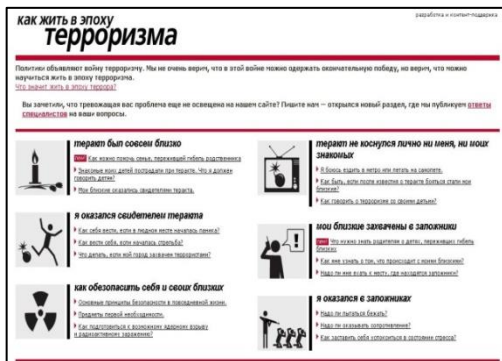 как жить в эпоху
терроризма
разработка и контент-поддержка
Политики объявляют войну терроризму. Мы не очень верим, что в этой войне можно одержать окончательную победу, но верим, что можно
научиться жить в эпоху терроризма.
Что значит жить в эпоху террора?
Вы заметили, что тревожащая вас проблема еще не освещена на нашем сайте? Пишите нам — открылся новый раздел, где мы публикуем ответы
специалистов на ваши вопросы.
теракт был совсем близко
Как можно помочь семье, пережившей гибель родственника
Знакомые моих детей пострадали при теракте. Что я должен
говорить детям?
Мои близкие оказались свидетелями теракта.
я оказался свидетелем теракта
Как себя вести, если в людном месте началась паника?
Как вести себя, если началась стрельба?
Что делать, если мой город захвачен террористами?
как обезопасить себя и своих близких
Основные принципы безопасности в повседневной жизни.
Предметы первой необходимости.
Как подготовиться к возможному ядерному взрыву
и радиоактивному заражению?
теракт не коснулся лично ни меня, ни моих
знакомых
Я боюсь ездить в метро или летать на самолете.
Как быть, если после известия о теракте бояться стали мои
близкие?
Как говорить о терроризме со своими детьми?
мои близкие захвачены в заложники
Что нужно знать родителям о детях, переживших гибель
близких
Как мне узнать о том, что происходит с моими близкими?
Надо ли мне ехать к месту, где находятся заложники?
я оказался в заложниках
Надо ли пытаться бежать?
Надо ли оказывать сопротивление?
Как заставить себя успокоиться в состоянии стресса?